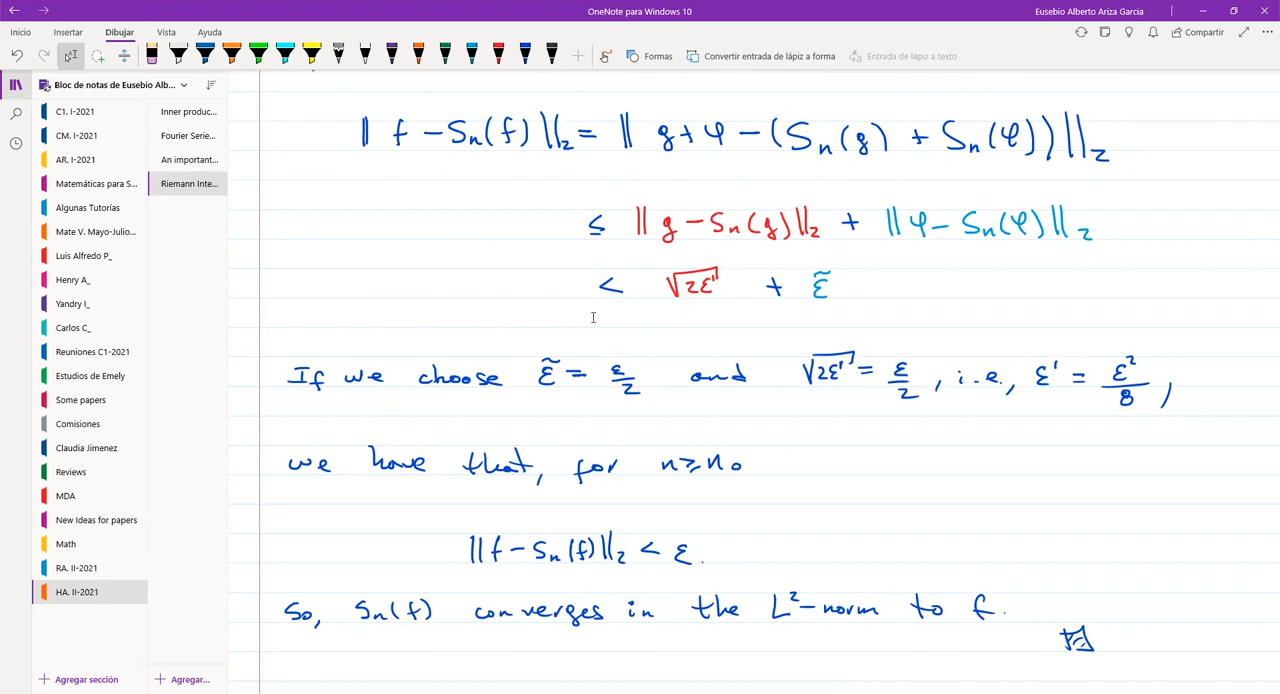 OneNote para Windows 10
Eusebio Alberto Ariza Garcia
Inicio Insertar Dibujar Vista Ayuda
Compartir
Formas Convertir entrada de lápiz a forma Entrada de lápiz a texto
Bloc de notas de Eusebio Alb...
C1. I-2021
CM. I-2021
AR. I-2021
Matemáticas para S...
Algunas Tutorías
Mate V. Mayo-Julio...
Luis Alfredo P_
Henry A_
Yandry I_
Carlos C_
Reuniones C1-2021
Estudios de Emely
Some papers
Comisiones
Claudia Jimenez
Reviews
MDA
New Ideas for papers
Math
RA. II-2021
HA. II-2021
Agregar sección
Inner produc...
Fourier Serie...
An important...
Riemann Inte...
Agregar...
‖ f - Sn(f) ‖₂ = ‖ g + φ - (Sn(g) + Sn(φ)) ‖₂
≤ ‖ g - Sn(g) ‖₂ + ‖ φ - Sn(φ) ‖₂
< √2ε' + ε̃
If we choose ε̃ = ε/2 and √2ε' = ε/2, i.e., ε' = ε²/8,
we have that, for n ≥ n₀
‖ f - Sn(f) ‖₂ < ε.
So, Sn(f) converges in the L²-norm to f.